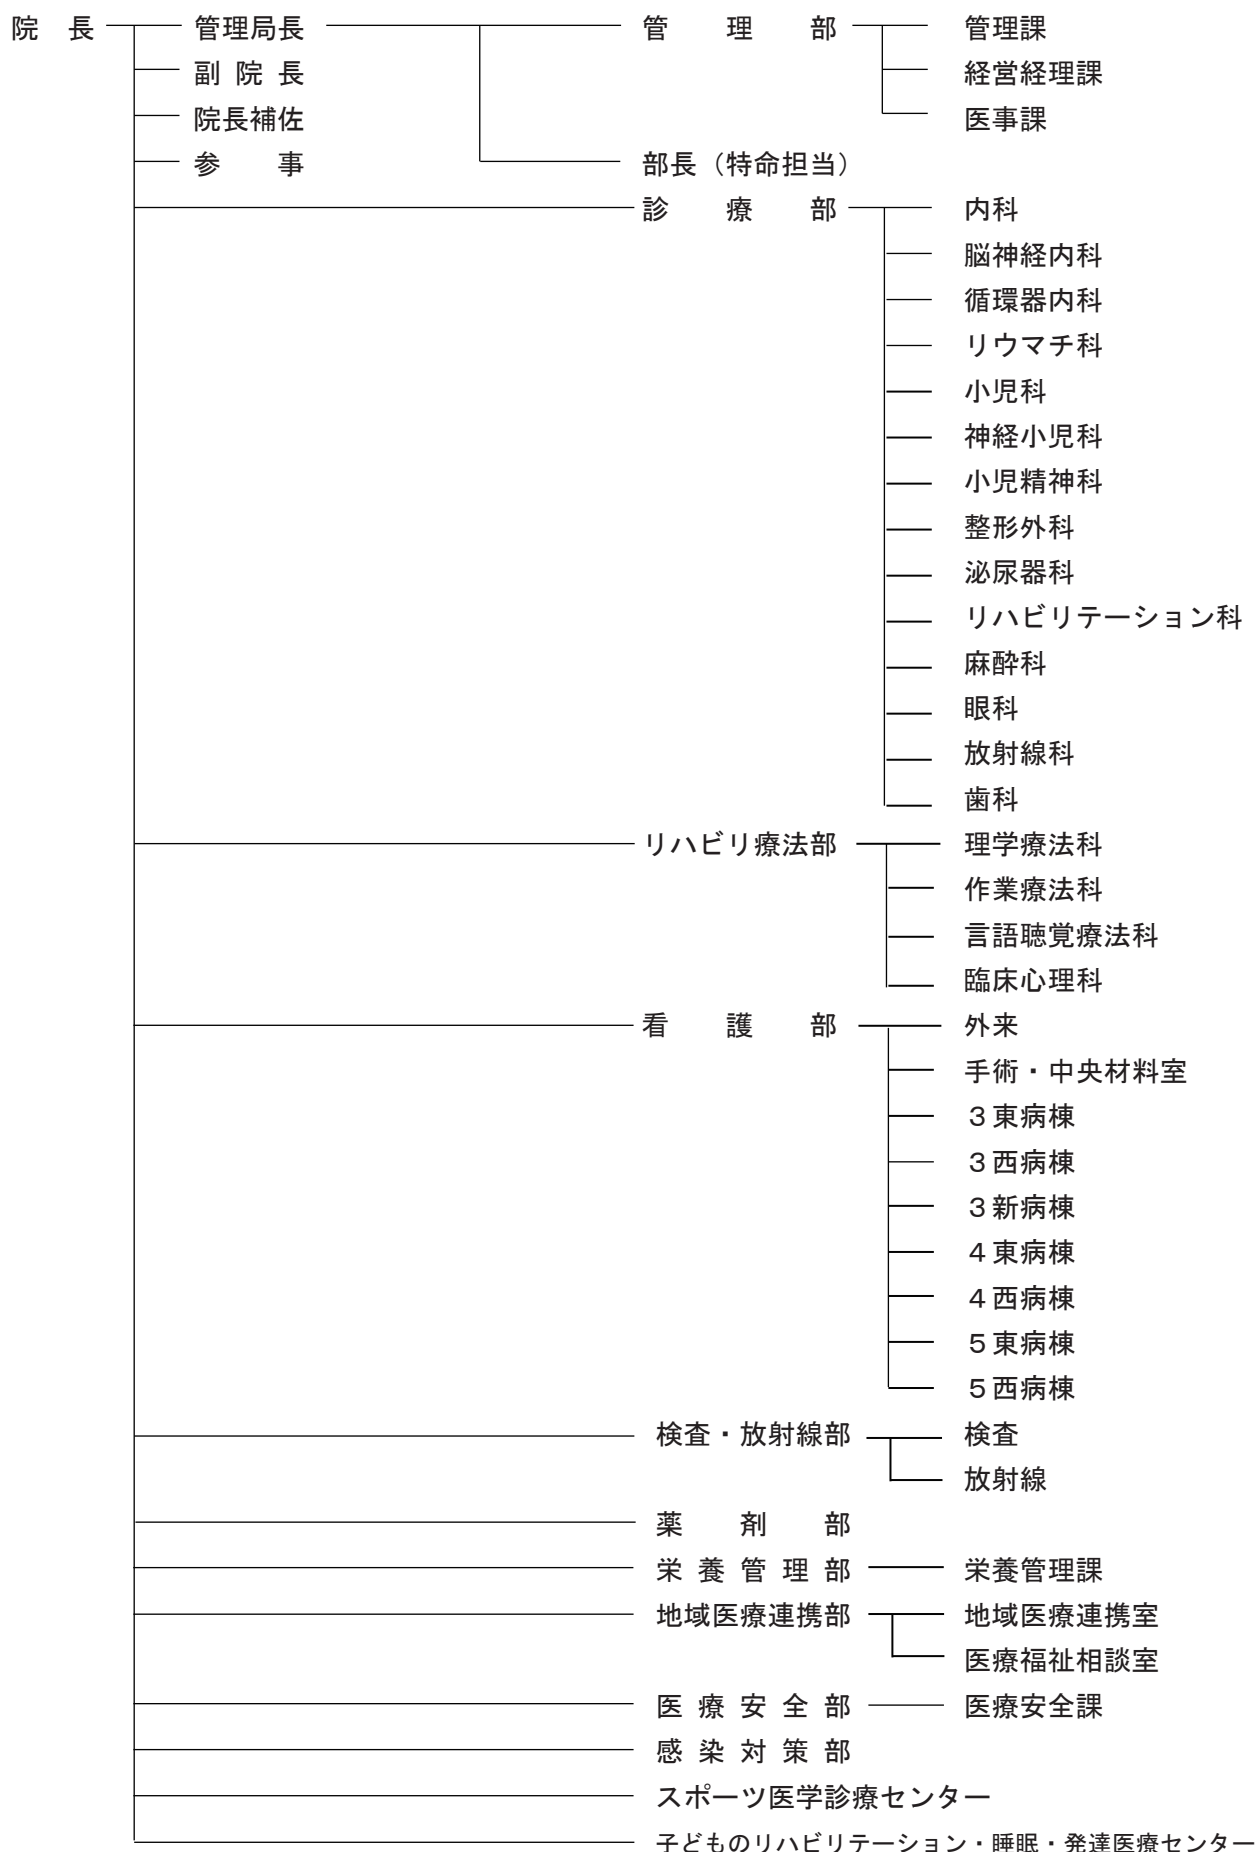 院　長　管理局長　管　理　部　管理課
副 院 長　経営経理課
院長補佐　医事課
参　事　部長（特命担当）
診　療　部　内科
脳神経内科
循環器内科
リウマチ科
小児科
神経小児科
小児精神科
整形外科
泌尿器科
リハビリテーション科
麻酔科
眼科
放射線科
歯科
リハビリ療法部　理学療法科
作業療法科
言語聴覚療法科
臨床心理科
看　護　部　外来
手術・中央材料室
３東病棟
３西病棟
３新病棟
４東病棟
４西病棟
５東病棟
５西病棟
検査・放射線部　検査
放射線
薬　剤　部
栄 養 管 理 部　栄養管理課
地域医療連携部　地域医療連携室
医療福祉相談室
医 療 安 全 部　医療安全課
感 染 対 策 部
スポーツ医学診療センター
子どものリハビリテーション・睡眠・発達医療センター